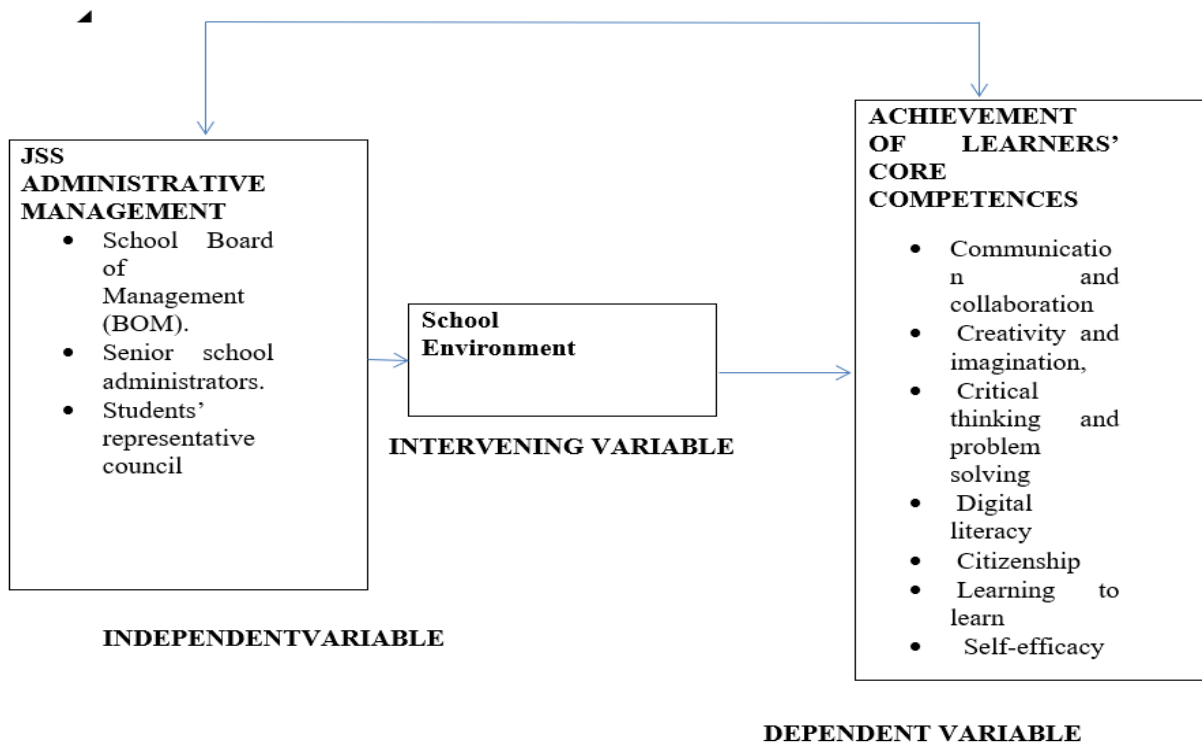 JSS
ADMINISTRATIVE
MANAGEMENT
• School Board
of
Management
(BOM).
• Senior school
administrators.
• Students’
representative
council
INDEPENDENTVARIABLE
School
Environment
INTERVENING VARIABLE
ACHIEVEMENT
OF LEARNERS’
CORE
COMPETENCES
• Communicatio
n and
collaboration
• Creativity and
imagination,
• Critical
thinking and
problem
solving
• Digital
literacy
• Citizenship
• Learning to
learn
• Self-efficacy
DEPENDENT VARIABLE